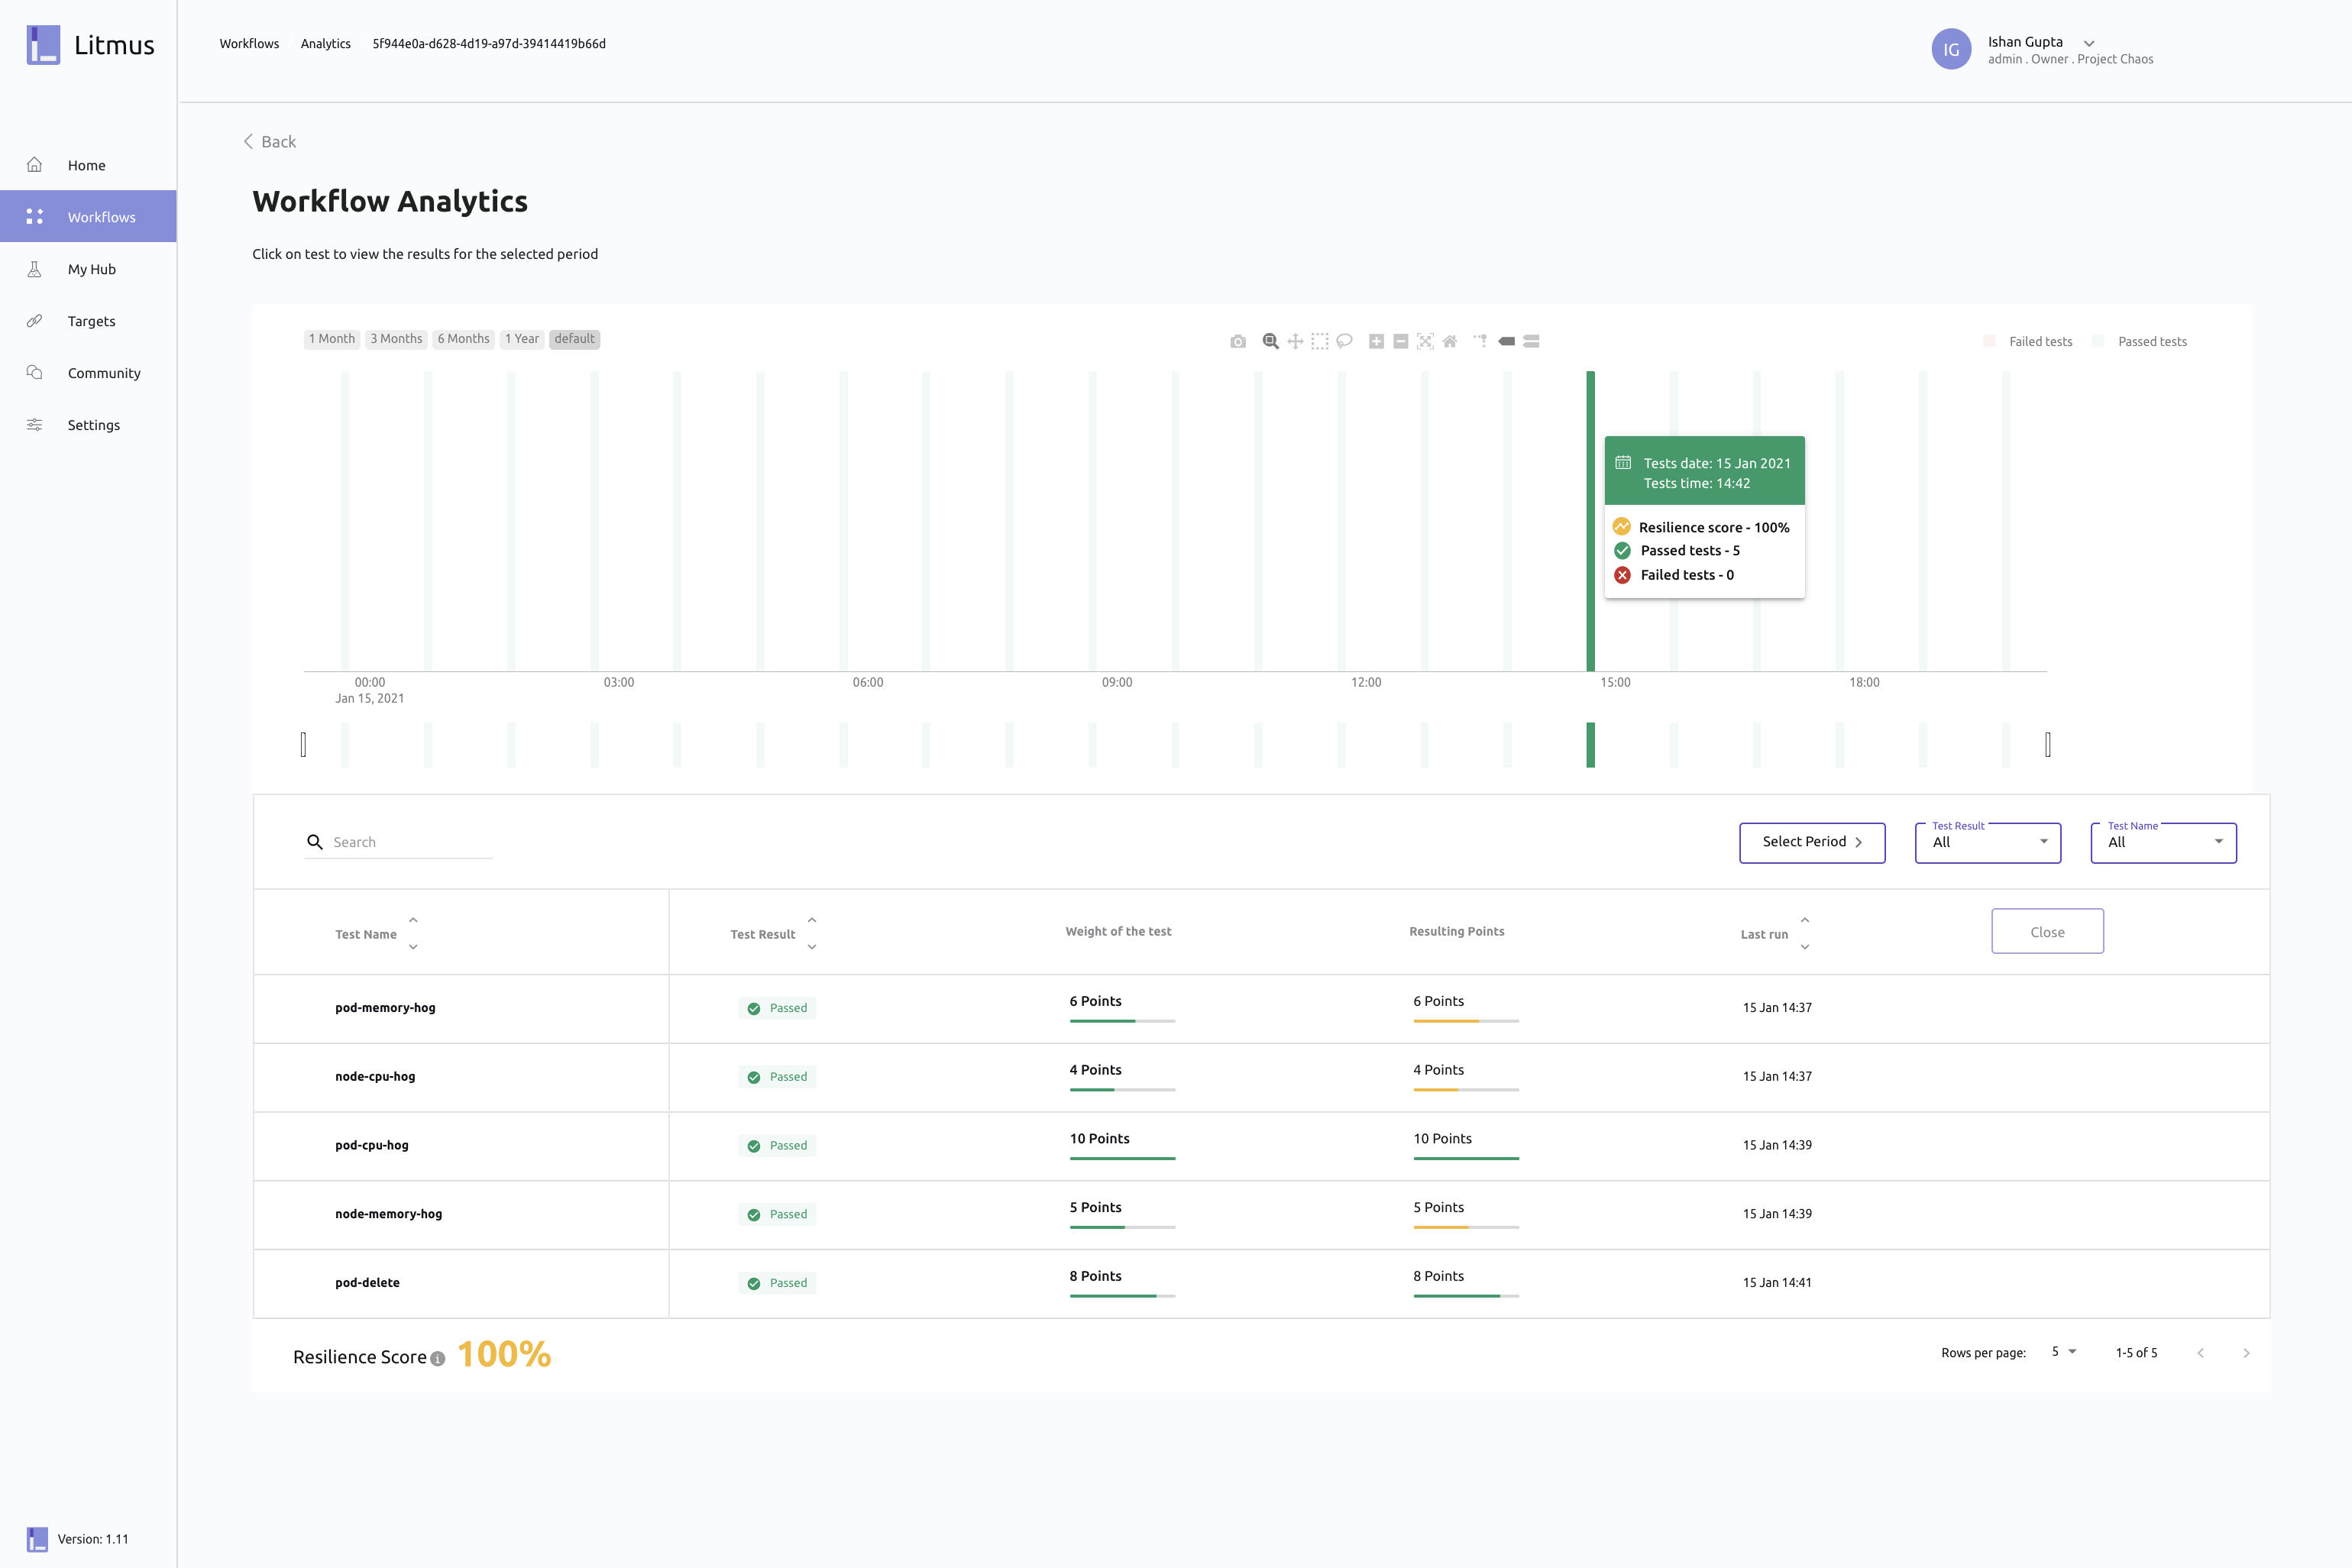 Litmus
Workflows Analytics 5f944e0a-d628-4d19-a97d-39414419b66d
IG
Ishan Gupta
admin . Owner . Project Chaos
Home
Workflows
My Hub
Targets
Community
Settings
Back
Workflow Analytics
Click on test to view the results for the selected period
1 Month 3 Months 6 Months 1 Year default
Failed tests Passed tests
Tests date: 15 Jan 2021
Tests time: 14:42
Resilience score - 100%
Passed tests - 5
Failed tests - 0
00:00 03:00 06:00 09:00 12:00 15:00 18:00
Jan 15, 2021
Search
Select Period
Test Result
All
Test Name
All
Test Name Test Result Weight of the test Resulting Points Last run Close
pod-memory-hog Passed 6 Points 6 Points 15 Jan 14:37
node-cpu-hog Passed 4 Points 4 Points 15 Jan 14:37
pod-cpu-hog Passed 10 Points 10 Points 15 Jan 14:39
node-memory-hog Passed 5 Points 5 Points 15 Jan 14:39
pod-delete Passed 8 Points 8 Points 15 Jan 14:41
Resilience Score 100%
Rows per page: 5 1-5 of 5
Version: 1.11